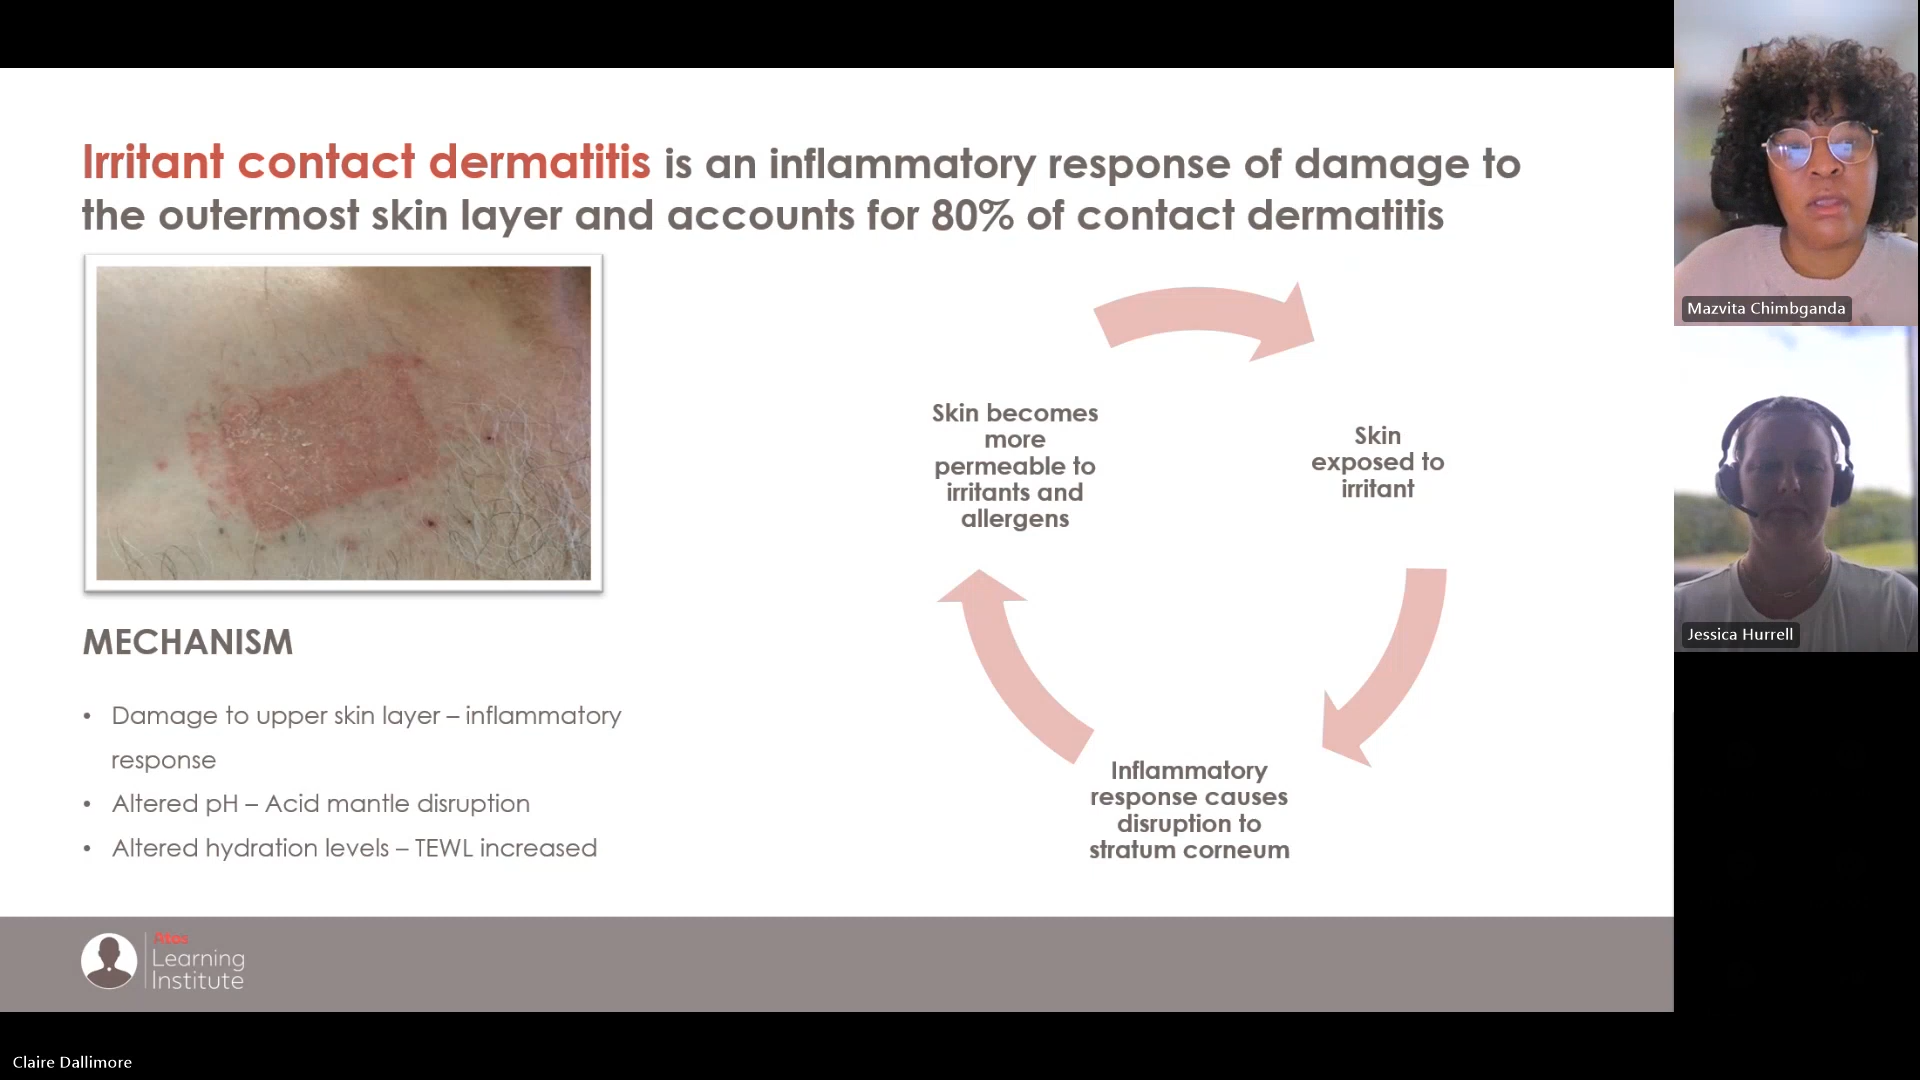 Irritant contact dermatitis is an inflammatory response of damage to
the outermost skin layer and accounts for 80% of contact dermatitis
MECHANISM
• Damage to upper skin layer – inflammatory
response
• Altered pH – Acid mantle disruption
• Altered hydration levels – TEWL increased
Skin becomes
more
permeable to
irritants and
allergens
Skin
exposed to
irritant
Inflammatory
response causes
disruption to
stratum corneum
Atos
Learning
Institute
Mazvita Chimbganda
Jessica Hurrell
Claire Dallimore